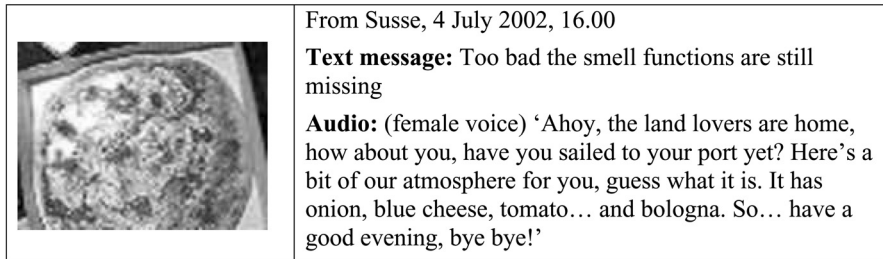 From Susse, 4 July 2002, 16.00
Text message: Too bad the smell functions are still
missing
Audio: (female voice) ‘Ahoy, the land lovers are home,
how about you, have you sailed to your port yet? Here’s a
bit of our atmosphere for you, guess what it is. It has
onion, blue cheese, tomato… and bologna. So… have a
good evening, bye bye!’